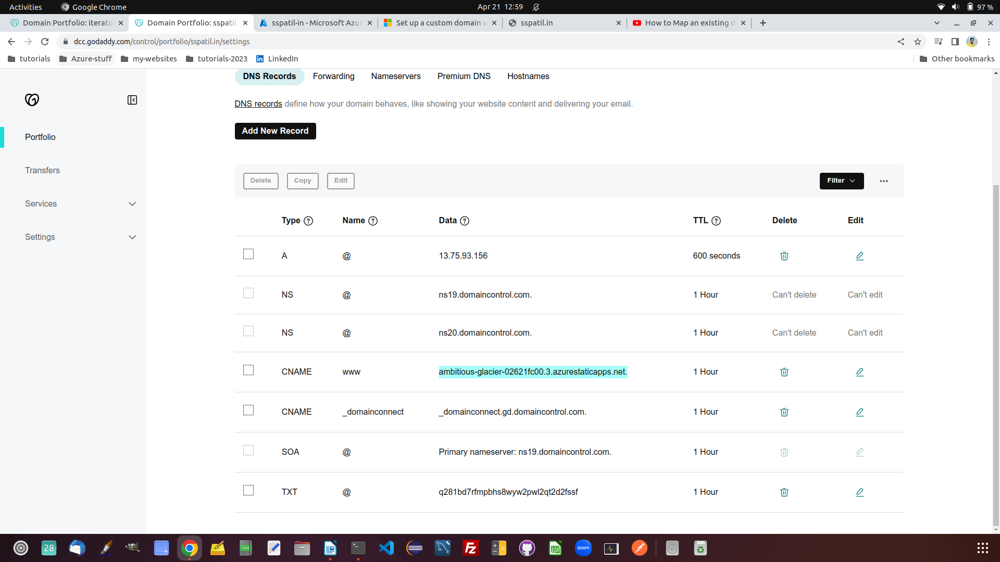 Activities Google Chrome Apr 21 12:59 97 %
Domain Portfolio: iterato Domain Portfolio: sspatil. sspatil-in - Microsoft Azur Set up a custom domain w sspatil.in How to Map an existing d
dcc.godaddy.com/control/portfolio/sspatil.in/settings
tutorials Azure-stuff my-websites tutorials-2023 LinkedIn Other bookmarks
DNS Records Forwarding Nameservers Premium DNS Hostnames
DNS records define how your domain behaves, like showing your website content and delivering your email.
Add New Record
Portfolio
Transfers
Services
Settings
Delete Copy Edit Filter
Type Name Data TTL Delete Edit
A @ 13.75.93.156 600 seconds
NS @ ns19.domaincontrol.com. 1 Hour Can't delete Can't edit
NS @ ns20.domaincontrol.com. 1 Hour Can't delete Can't edit
CNAME www ambitious-glacier-02621fc00.3.azurestaticapps.net. 1 Hour
CNAME _domainconnect _domainconnect.gd.domaincontrol.com. 1 Hour
SOA @ Primary nameserver: ns19.domaincontrol.com. 1 Hour
TXT @ q281bd7rfmpbhs8wyw2pwl2qt2d2fssf 1 Hour
28 nqq FZ zoom